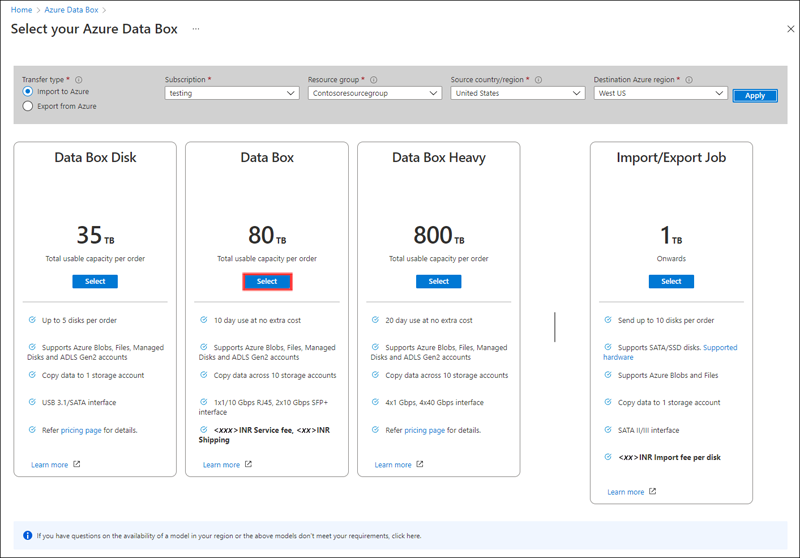 Home > Azure Data Box >
Select your Azure Data Box ...
Transfer type *
Import to Azure
Export from Azure
Subscription *
testing
Resource group *
Contosoresourcegroup
Source country/region *
United States
Destination Azure region *
West US
Apply
Data Box Disk
35 TB
Total usable capacity per order
Select
Up to 5 disks per order
Supports Azure Blobs, Files, Managed
Disks and ADLS Gen2 accounts
Copy data to 1 storage account
USB 3.1/SATA interface
Refer pricing page for details.
Learn more
Data Box
80 TB
Total usable capacity per order
Select
10 day use at no extra cost
Supports Azure Blobs, Files, Managed
Disks and ADLS Gen2 accounts
Copy data across 10 storage accounts
1x1/10 Gbps RJ45, 2x10 Gbps SFP+
interface
<xxx>INR Service fee, <xx>INR
Shipping
Learn more
Data Box Heavy
800 TB
Total usable capacity per order
Select
20 day use at no extra cost
Supports Azure Blobs, Files, Managed
Disks and ADLS Gen2 accounts
Copy data across 10 storage accounts
4x1 Gbps, 4x40 Gbps interface
Refer pricing page for details.
Learn more
Import/Export Job
1 TB
Onwards
Select
Send up to 10 disks per order
Supports SATA/SSD disks. Supported
hardware
Supports Azure Blobs and Files
Copy data to 1 storage account
SATA II/III interface
<xx>INR Import fee per disk
Learn more
If you have questions on the availability of a model in your region or the above models don't meet your requirements, click here.